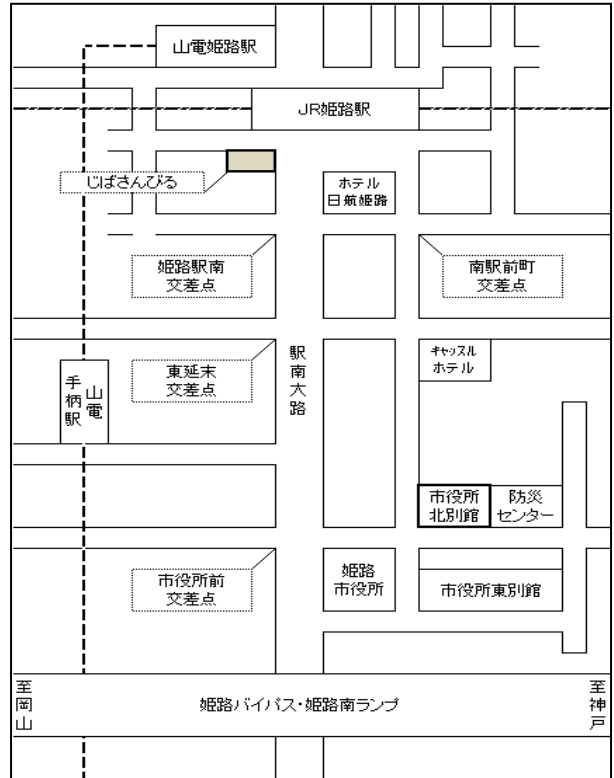 山電姫路駅
JR姫路駅
じばさんびる
ホテル
日航姫路
姫路駅南
交差点
南駅前町
交差点
駅南大路
キャッスル
ホテル
東延末
交差点
山電
手柄駅
市役所
北別館
防災
センター
市役所前
交差点
姫路
市役所
市役所東別館
至岡山
姫路バイパス・姫路南ランプ
至神戸